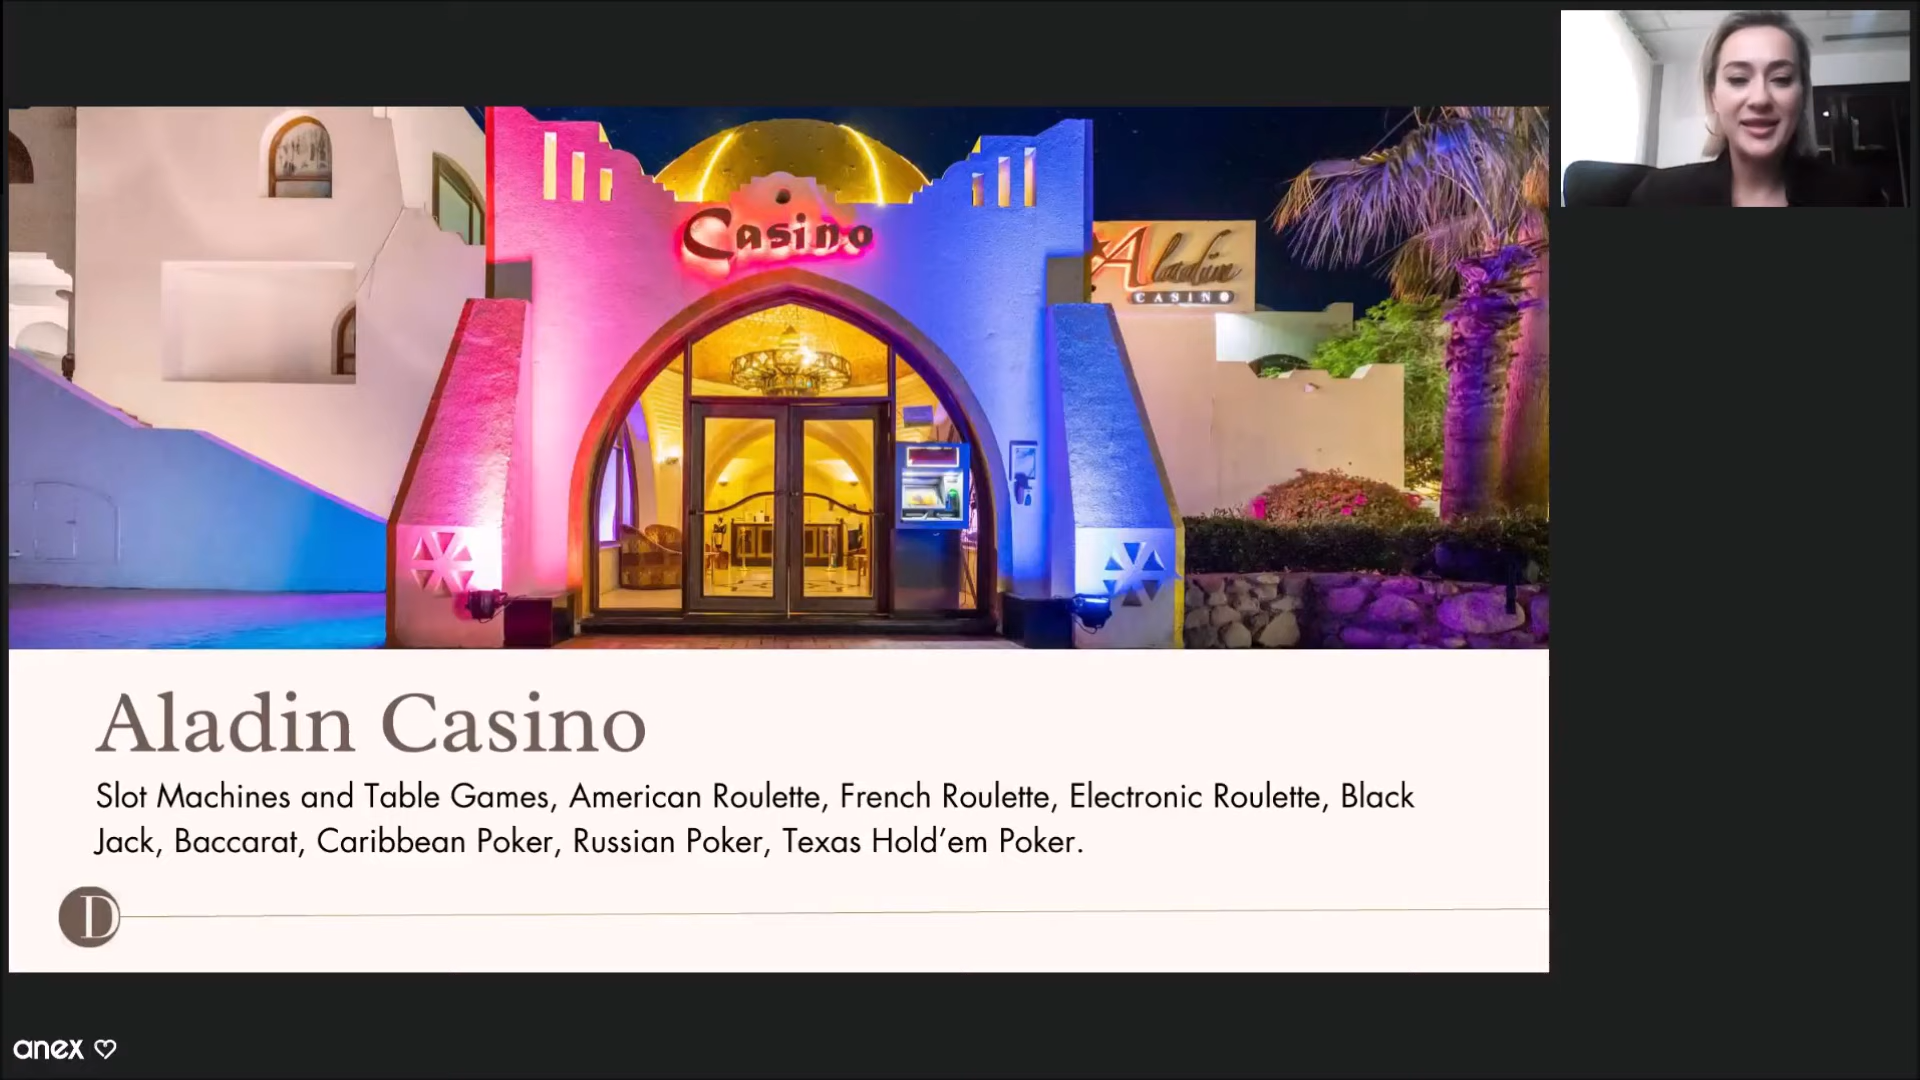 Casino
Aladin
CASINO
Aladin Casino
Slot Machines and Table Games, American Roulette, French Roulette, Electronic Roulette, Black
Jack, Baccarat, Caribbean Poker, Russian Poker, Texas Hold’em Poker.
D
anex